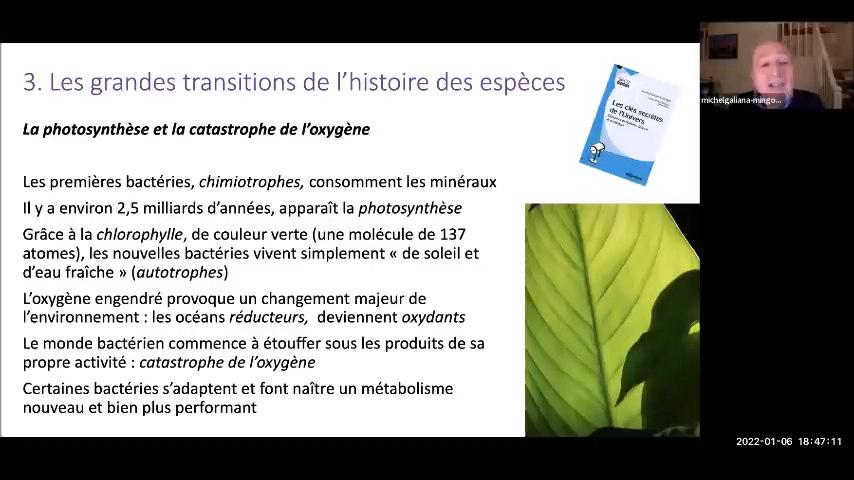 3. Les grandes transitions de l'histoire des espèces
La photosynthèse et la catastrophe de l'oxygène
Les premières bactéries, chimiotrophes, consomment les minéraux
Il y a environ 2,5 milliards d'années, apparaît la photosynthèse
Grâce à la chlorophylle, de couleur verte (une molécule de 137
atomes), les nouvelles bactéries vivent simplement « de soleil et
d'eau fraîche » (autotrophes)
L'oxygène engendré provoque un changement majeur de
l'environnement : les océans réducteurs, deviennent oxydants
Le monde bactérien commence à étouffer sous les produits de sa
propre activité : catastrophe de l'oxygène
Certaines bactéries s'adaptent et font naître un métabolisme
nouveau et bien plus performant
Les clés secrètes
de l'Univers
michelgaliana-mingo...
2022-01-06 18:47:11